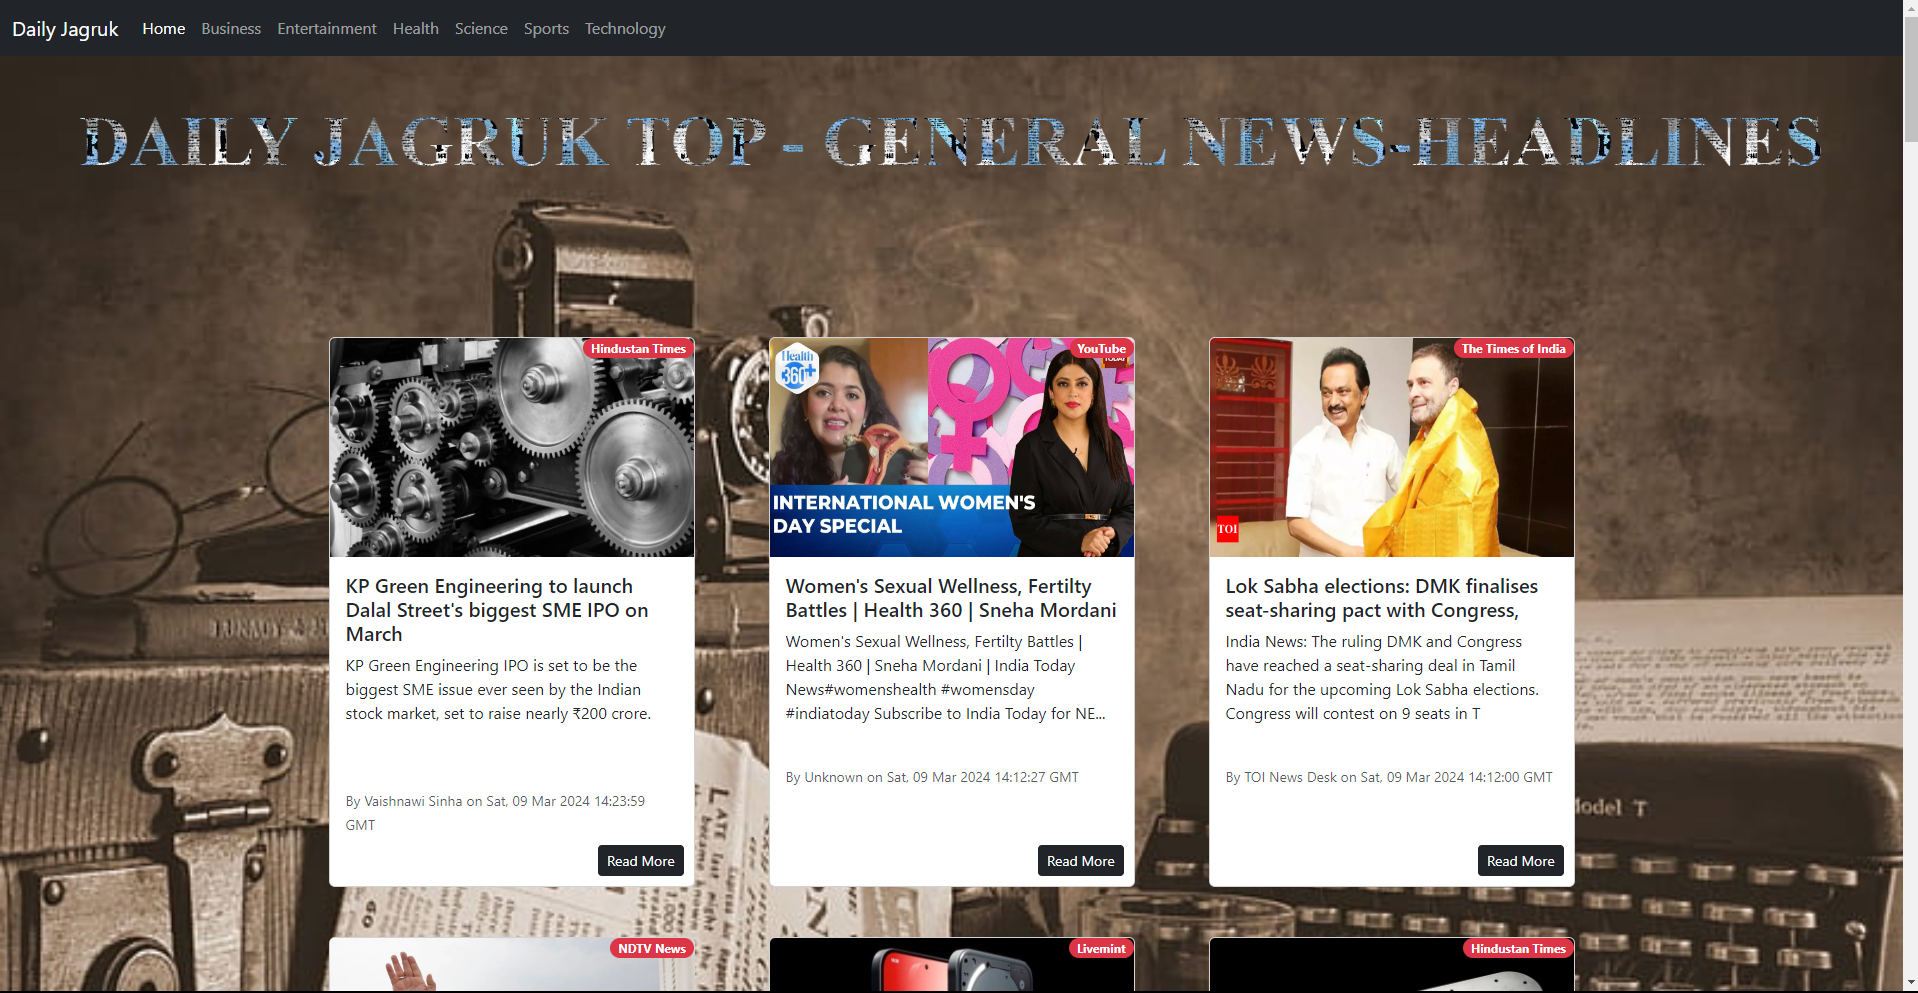 Daily Jagruk Home Business Entertainment Health Science Sports Technology
DAILY JAGRUK TOP - GENERAL NEWS-HEADLINES
Hindustan Times
KP Green Engineering to launch
Dalal Street's biggest SME IPO on
March
KP Green Engineering IPO is set to be the
biggest SME issue ever seen by the Indian
stock market, set to raise nearly ₹200 crore.
By Vaishnawi Sinha on Sat, 09 Mar 2024 14:23:59
GMT
Read More
YouTube
Health
360+
INTERNATIONAL WOMEN'S
DAY SPECIAL
Women's Sexual Wellness, Fertilty
Battles | Health 360 | Sneha Mordani
Women's Sexual Wellness, Fertilty Battles |
Health 360 | Sneha Mordani | India Today
News#womenshealth #womensday
#indiatoday Subscribe to India Today for NE...
By Unknown on Sat, 09 Mar 2024 14:12:27 GMT
Read More
The Times of India
TOI
Lok Sabha elections: DMK finalises
seat-sharing pact with Congress,
India News: The ruling DMK and Congress
have reached a seat-sharing deal in Tamil
Nadu for the upcoming Lok Sabha elections.
Congress will contest on 9 seats in T
By TOI News Desk on Sat, 09 Mar 2024 14:12:00 GMT
Read More
Model T
NDTV News
Livemint
Hindustan Times